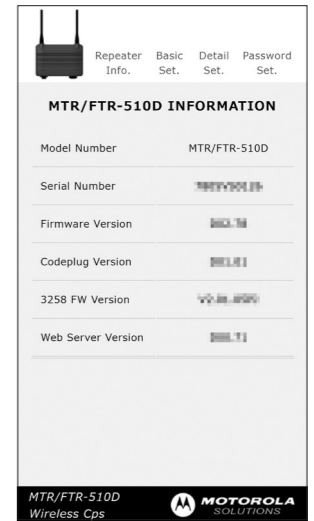 Repeater Info.
Basic Set.
Detail Set.
Password Set.
MTR/FTR-510D INFORMATION
Model Number MTR/FTR-510D
Serial Number
Firmware Version
Codeplug Version
3258 FW Version
Web Server Version
MTR/FTR-510D
Wireless Cps
MOTOROLA
SOLUTIONS